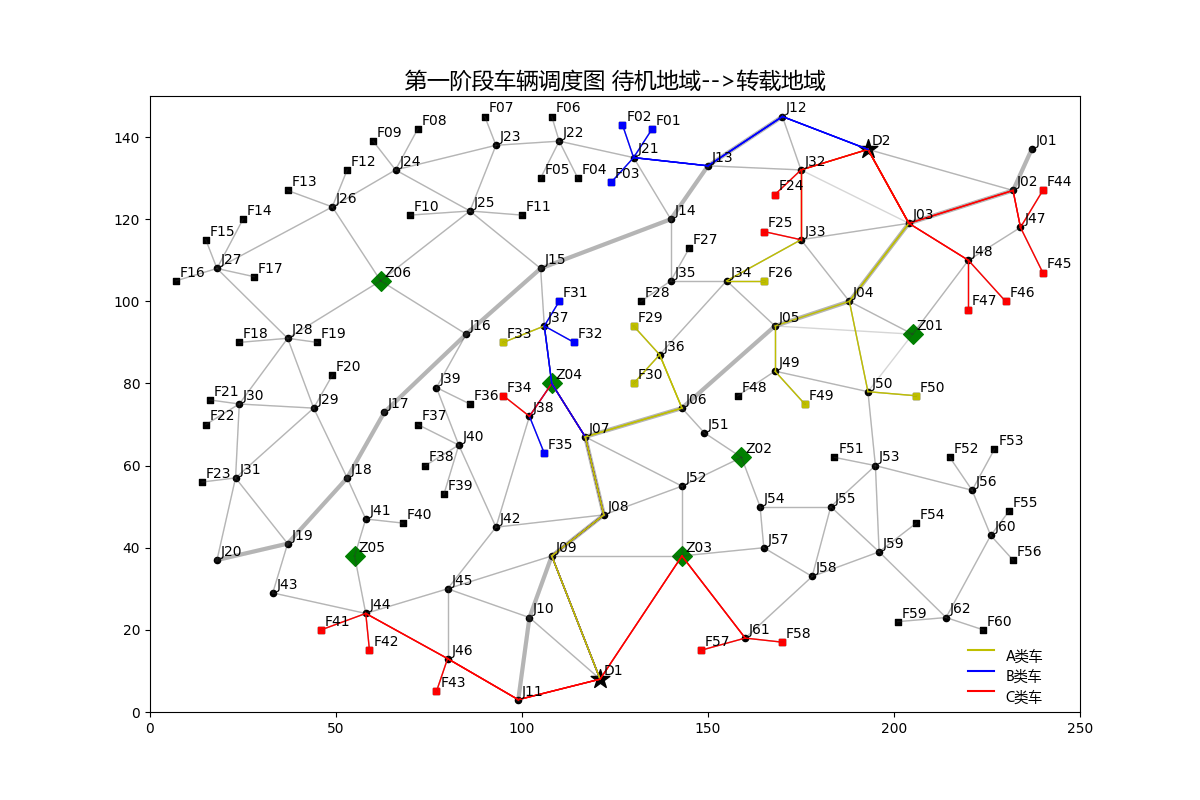 第一阶段车辆调度图 待机地域-->转载地域
140
120
100
80
60
40
20
0
0 50 100 150 200 250
F07 F06 J12
F02 F01
F08
F09 J23 J22 D2 J01
J21 J13
F12 J24 F05 F04 F03 J32
F13 F24 J02 F44
J26
F14 F10 J25 F11 J14 J03 J47
F15 F25 J33
F27
J27 F17 J15 J48
F16 Z06 J35 J34 F26 F45
F31 F28 J04 F47 F46
J37 F29 J05
F18 J28 F19 J16 F33 F32 Z01
J36
F20 J39 Z04 F30 J49
F21 J30 F36 F34 F48 J50 F50
J29 J17 J38 J06 F49
F22 F37
J40 J07 J51
F38 F35 Z02 F51 F52 F53
F23 J31 J18 J53
F39 J52 J56
J54 J55 F55
J41 F40 J42 J08 F54
J19 J60
J20 Z05 J09 Z03 J57 J59 F56
J43 J45 J58
J44 J10 J62
F41 F59 F60
F42 J46 J61 F58
F57
F43 D1
J11
A类车
B类车
C类车